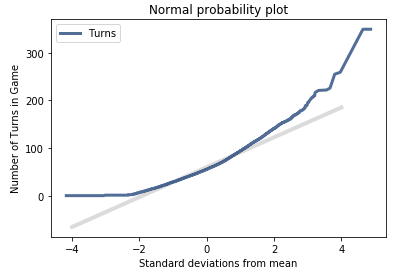 Normal probability plot
Turns
Number of Turns in Game
300
200
100
0
−4
−2
0
2
4
Standard deviations from mean